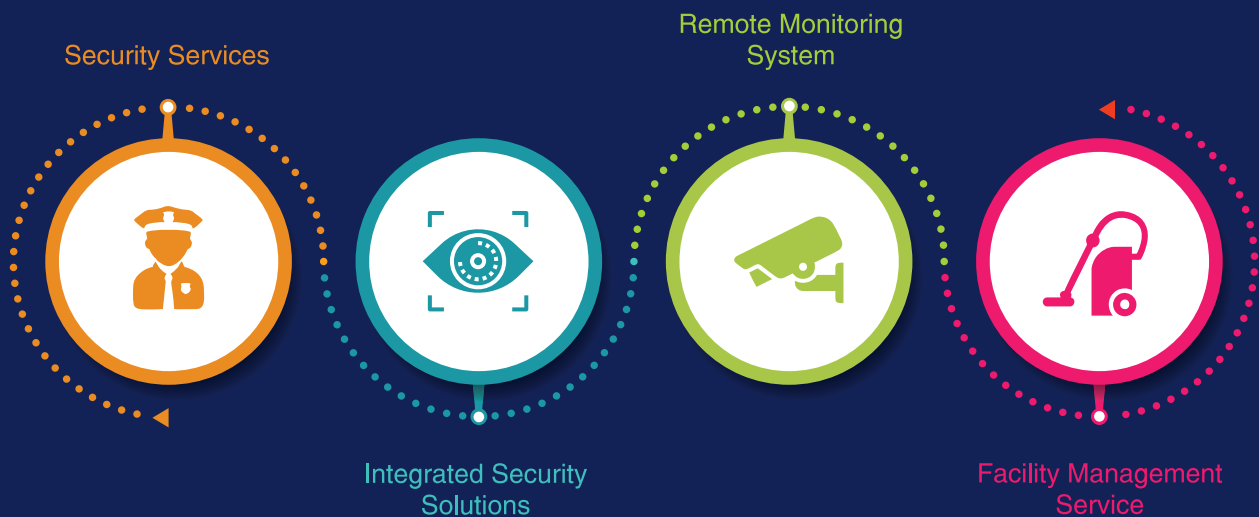 Security Services
Integrated Security
Solutions
Remote Monitoring
System
Facility Management
Service